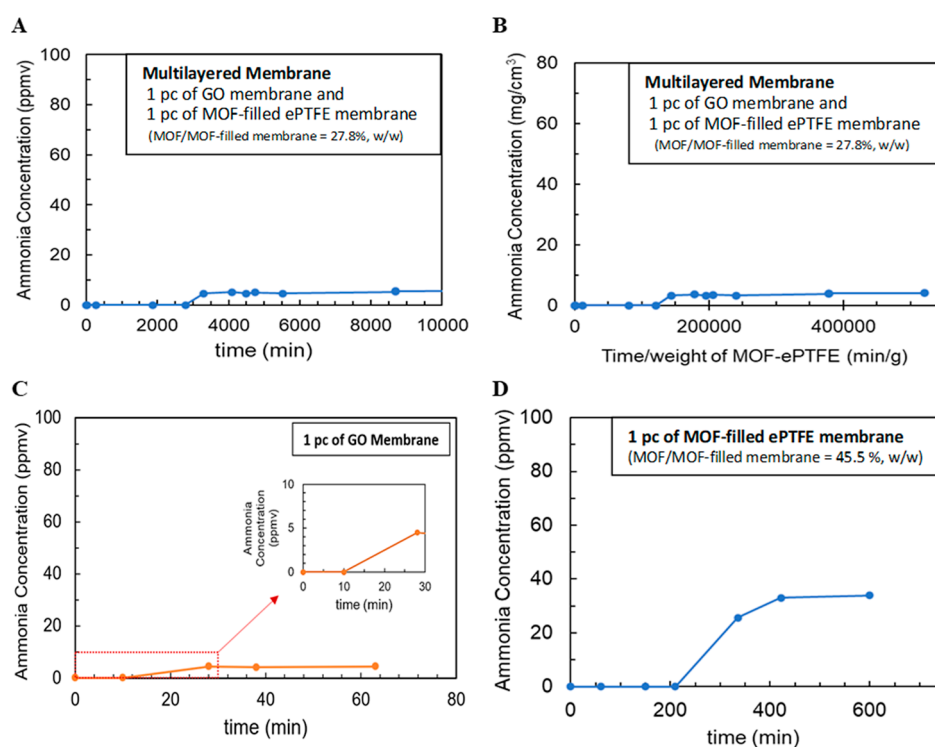 A
Ammonia Concentration (ppmv)
100
80
60
40
20
0
Multilayered Membrane
1 pc of GO membrane and
1 pc of MOF-filled ePTFE membrane
(MOF/MOF-filled membrane = 27.8%, w/w)
0 2000 4000 6000 8000 10000
time (min)
B
Ammonia Concentration (mg/cm³)
80
60
40
20
0
Multilayered Membrane
1 pc of GO membrane and
1 pc of MOF-filled ePTFE membrane
(MOF/MOF-filled membrane = 27.8%, w/w)
0 200000 400000
Time/weight of MOF-ePTFE (min/g)
C
Ammonia Concentration (ppmv)
100
80
60
40
20
0
1 pc of GO Membrane
Ammonia
Concentration
(ppmv)
10
5
0
0 10 20 30
time (min)
0 20 40 60 80
time (min)
D
Ammonia Concentration (ppmv)
100
80
60
40
20
0
1 pc of MOF-filled ePTFE membrane
(MOF/MOF-filled membrane = 45.5 %, w/w)
0 200 400 600
time (min)